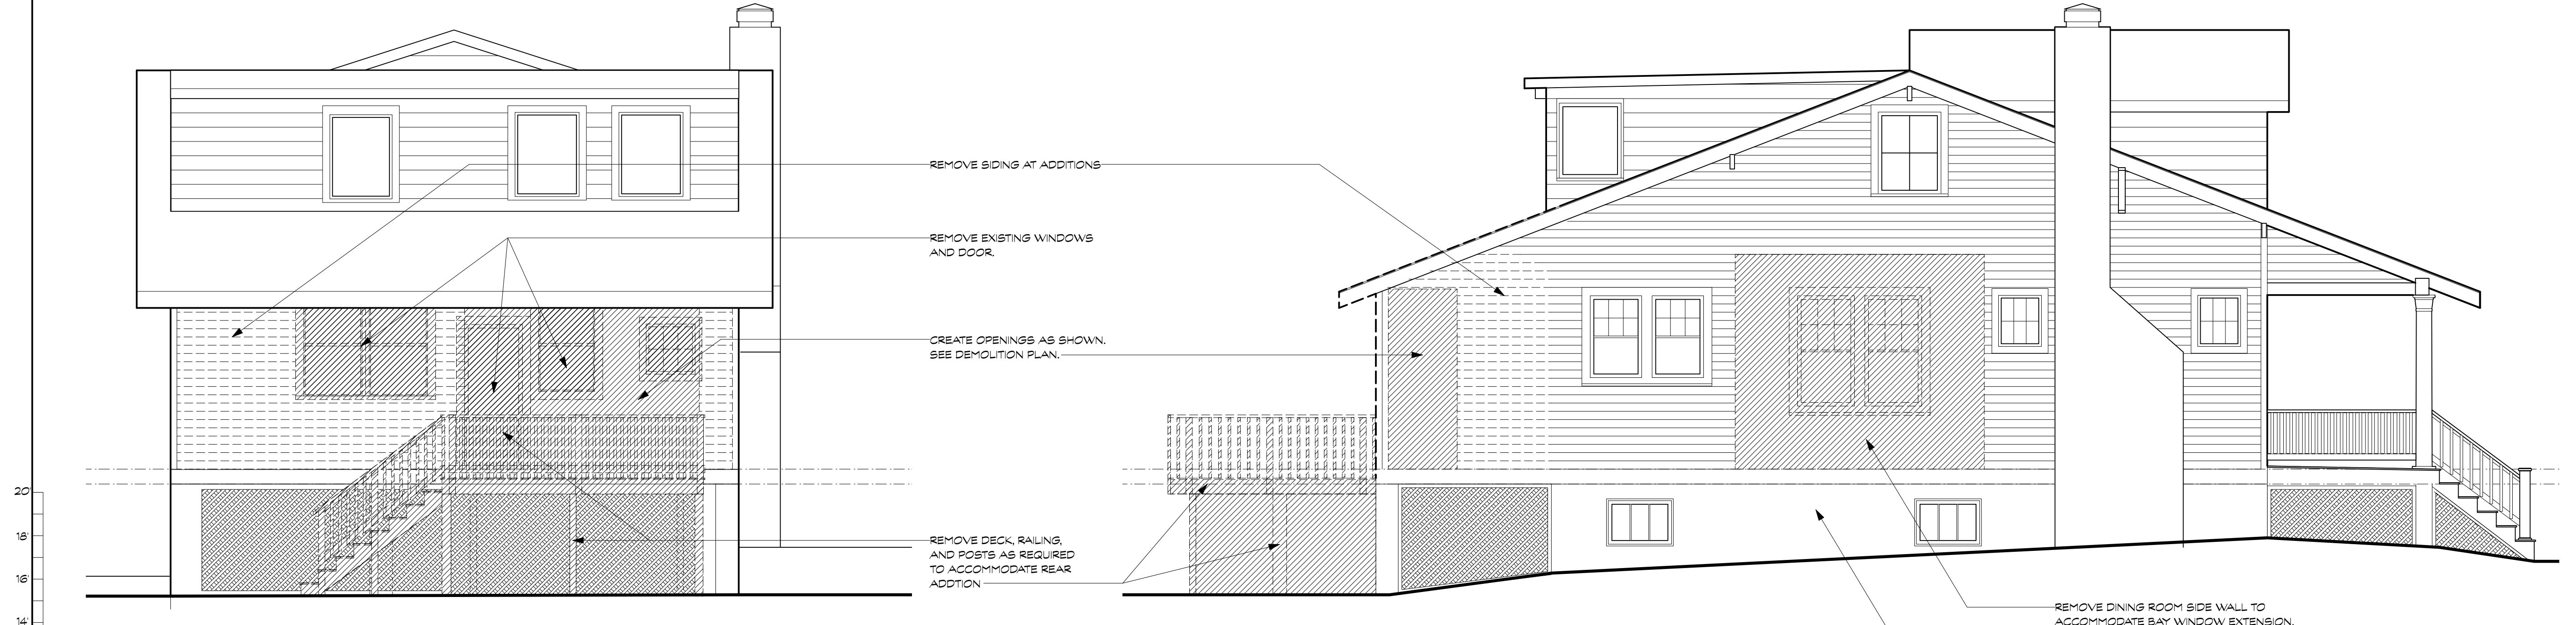 REMOVE SIDING AT ADDITIONS
REMOVE EXISTING WINDOWS
AND DOOR.
CREATE OPENINGS AS SHOWN.
SEE DEMOLITION PLAN.
REMOVE DECK, RAILING,
AND POSTS AS REQUIRED
TO ACCOMMODATE REAR
ADDTION
REMOVE DINING ROOM SIDE WALL TO
ACCOMMODATE BAY WINDOW EXTENSION.
20'
18'
16'
14'